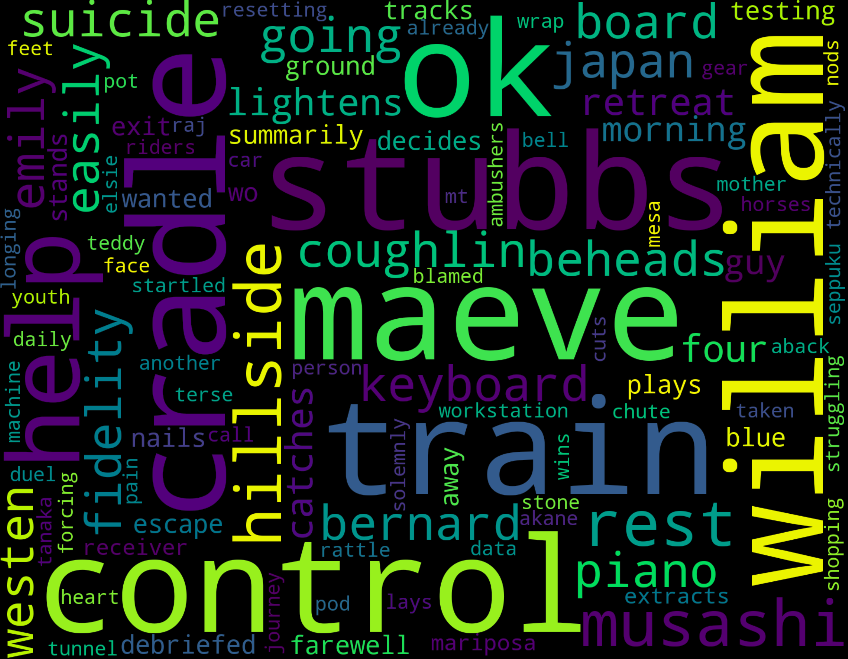 suicide
resetting
tracks
already
wrap
board
testing
feet
going
ok
japan
gear
nods
william
pot
ground
easily
cradle
emily
lightens
retreat
exit
raj
summarily
decides
bell
morning
technically
riders
stands
elsie
car
stubbs
ambushers
wanted
wo
mt
mother
horses
longing
help
teddy
face
hillside
coughlin
blamed
beheads
mesa
guy
seppuku
startled
youth
maeve
daily
fidelity
another
cuts
four
aback
machine
terse
person
keyboard
plays
catches
train
workstation
chute
taken
struggling
nails
call
solemnly
away
wins
blue
westen
duel
pain
forcing
tanaka
escape
stone
akane
bernard
rest
receiver
rattle
data
control
piano
shopping
heart
journey
pod
lays
extracts
musashi
tunnel
debriefed
farewell
mariposa